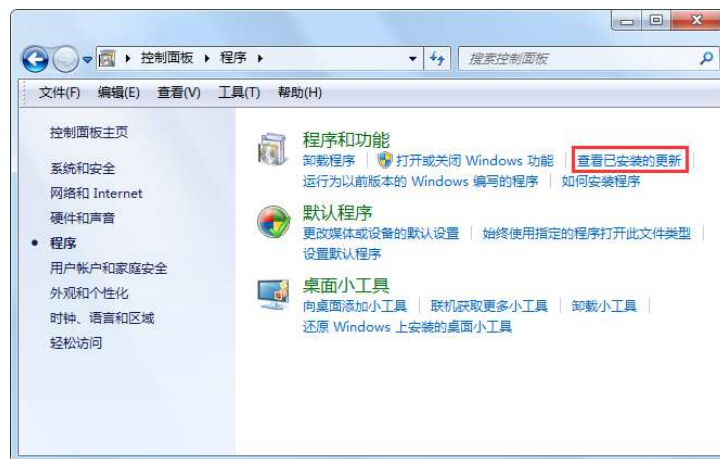 控制面板 程序
搜索控制面板
文件(F) 编辑(E) 查看(V) 工具(T) 帮助(H)
控制面板主页
系统和安全
网络和 Internet
硬件和声音
程序
用户帐户和家庭安全
外观和个性化
时钟、语言和区域
轻松访问
程序和功能
卸载程序 打开或关闭 Windows 功能 查看已安装的更新
运行为以前版本的 Windows 编写的程序 如何安装程序
默认程序
更改媒体或设备的默认设置 始终使用指定的程序打开此文件类型
设置默认程序
桌面小工具
向桌面添加小工具 联机获取更多小工具 卸载小工具
还原 Windows 上安装的桌面小工具